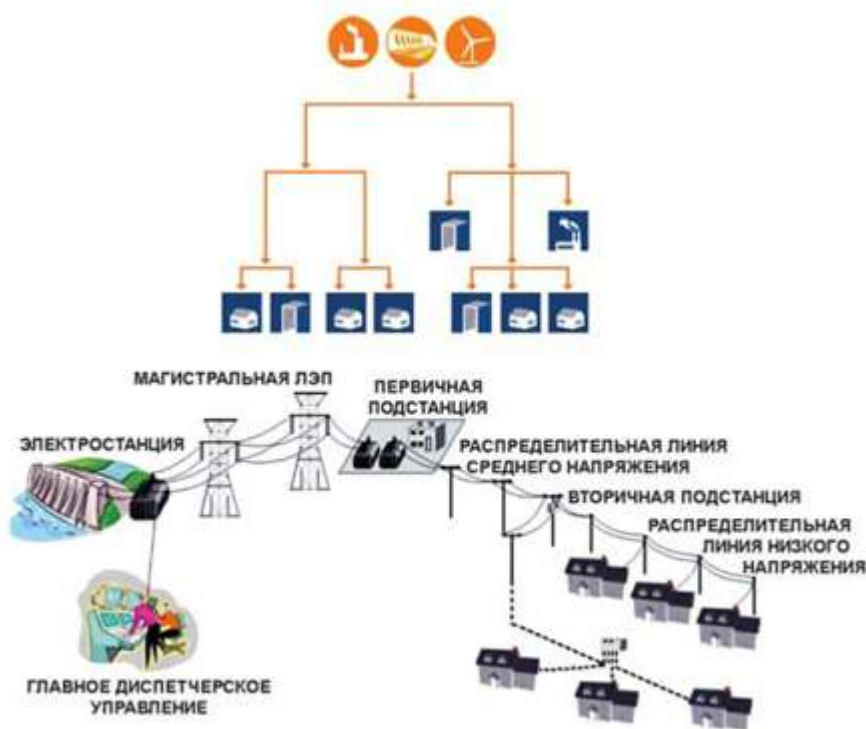 МАГИСТРАЛЬНАЯ ЛЭП
ПЕРВИЧНАЯ
ПОДСТАНЦИЯ
ЭЛЕКТРОСТАНЦИЯ
РАСПРЕДЕЛИТЕЛЬНАЯ ЛИНИЯ
СРЕДНЕГО НАПРЯЖЕНИЯ
ВТОРИЧНАЯ ПОДСТАНЦИЯ
РАСПРЕДЕЛИТЕЛЬНАЯ
ЛИНИЯ НИЗКОГО
НАПРЯЖЕНИЯ
ГЛАВНОЕ ДИСПЕТЧЕРСКОЕ
УПРАВЛЕНИЕ